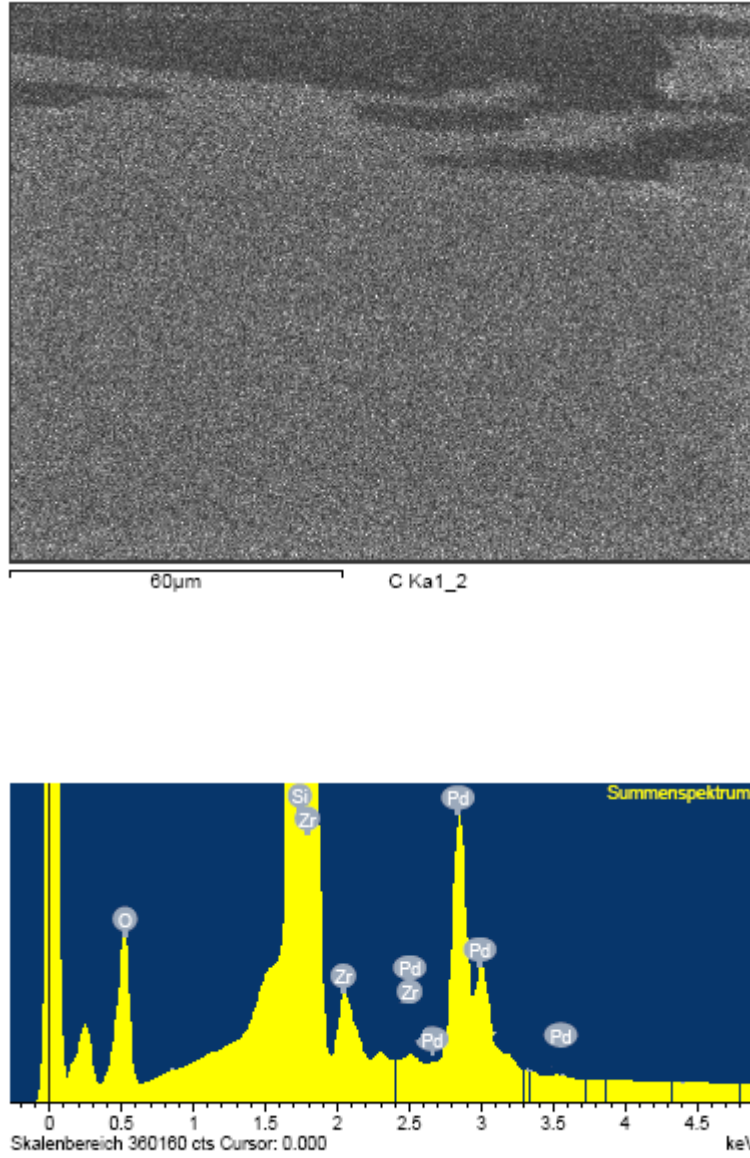 60µm C Ka1_2
Summenspektrum
Si
Zr
Pd
O
Pd
Pd
Zr
Zr
Pd
Pd
0 0.5 1 1.5 2 2.5 3 3.5 4 4.5
Skalenbereich 360160 cts Cursor: 0.000 keV